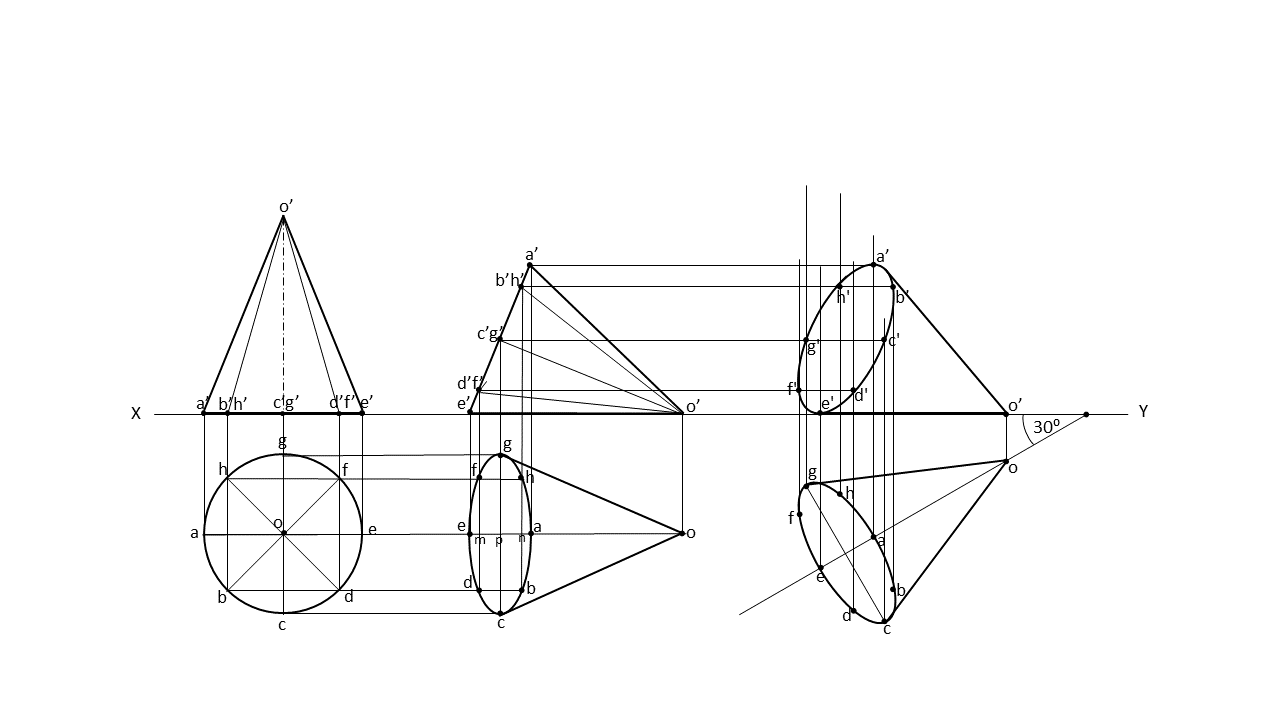 o’
a’
b’h’
c’g’
d’f’
e’
o’
a’
b’
h'
g'
c'
f'
d'
e'
o’
X
a’
b’h’
c’g’
d’f’
e’
Y
30º
g
h
f
a
o
e
b
d
c
g
f
h
e
m
p
n
a
o
d
b
c
g
h
f
a
e
b
d
c
o